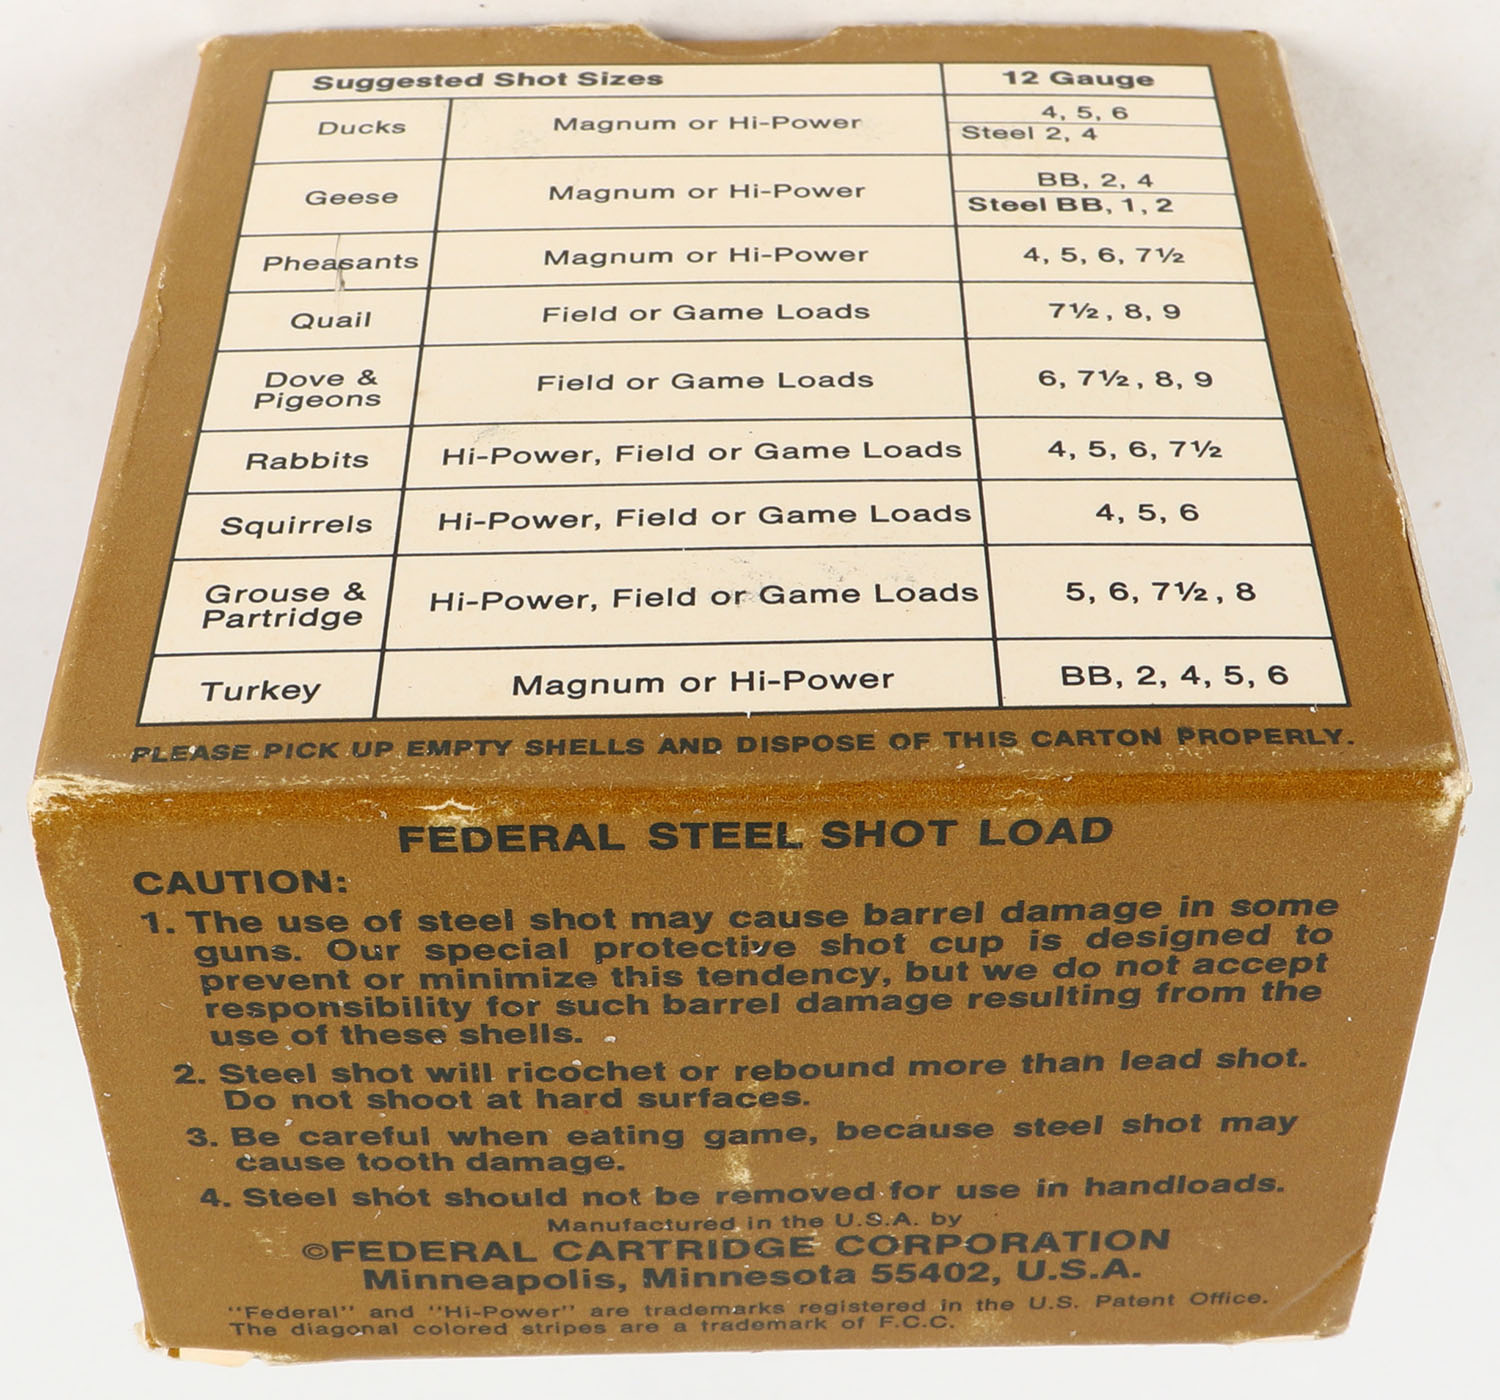 Suggested Shot Sizes 12 Gauge
Ducks Magnum or Hi-Power 4, 5, 6
Steel 2, 4
Geese Magnum or Hi-Power BB, 2, 4
Steel BB, 1, 2
Pheasants Magnum or Hi-Power 4, 5, 6, 7½
Quail Field or Game Loads 7½, 8, 9
Dove &
Pigeons Field or Game Loads 6, 7½, 8, 9
Rabbits Hi-Power, Field or Game Loads 4, 5, 6, 7½
Squirrels Hi-Power, Field or Game Loads 4, 5, 6
Grouse &
Partridge Hi-Power, Field or Game Loads 5, 6, 7½, 8
Turkey Magnum or Hi-Power BB, 2, 4, 5, 6
PLEASE PICK UP EMPTY SHELLS AND DISPOSE OF THIS CARTON PROPERLY.
FEDERAL STEEL SHOT LOAD
CAUTION:
1. The use of steel shot may cause barrel damage in some
guns. Our special protective shot cup is designed to
prevent or minimize this tendency, but we do not accept
responsibility for such barrel damage resulting from the
use of these shells.
2. Steel shot will ricochet or rebound more than lead shot.
Do not shoot at hard surfaces.
3. Be careful when eating game, because steel shot may
cause tooth damage.
4. Steel shot should not be removed for use in handloads.
Manufactured in the U.S.A. by
©FEDERAL CARTRIDGE CORPORATION
Minneapolis, Minnesota 55402, U.S.A.
"Federal" and "Hi-Power" are trademarks registered in the U.S. Patent Office.
The diagonal colored stripes are a trademark of F.C.C.